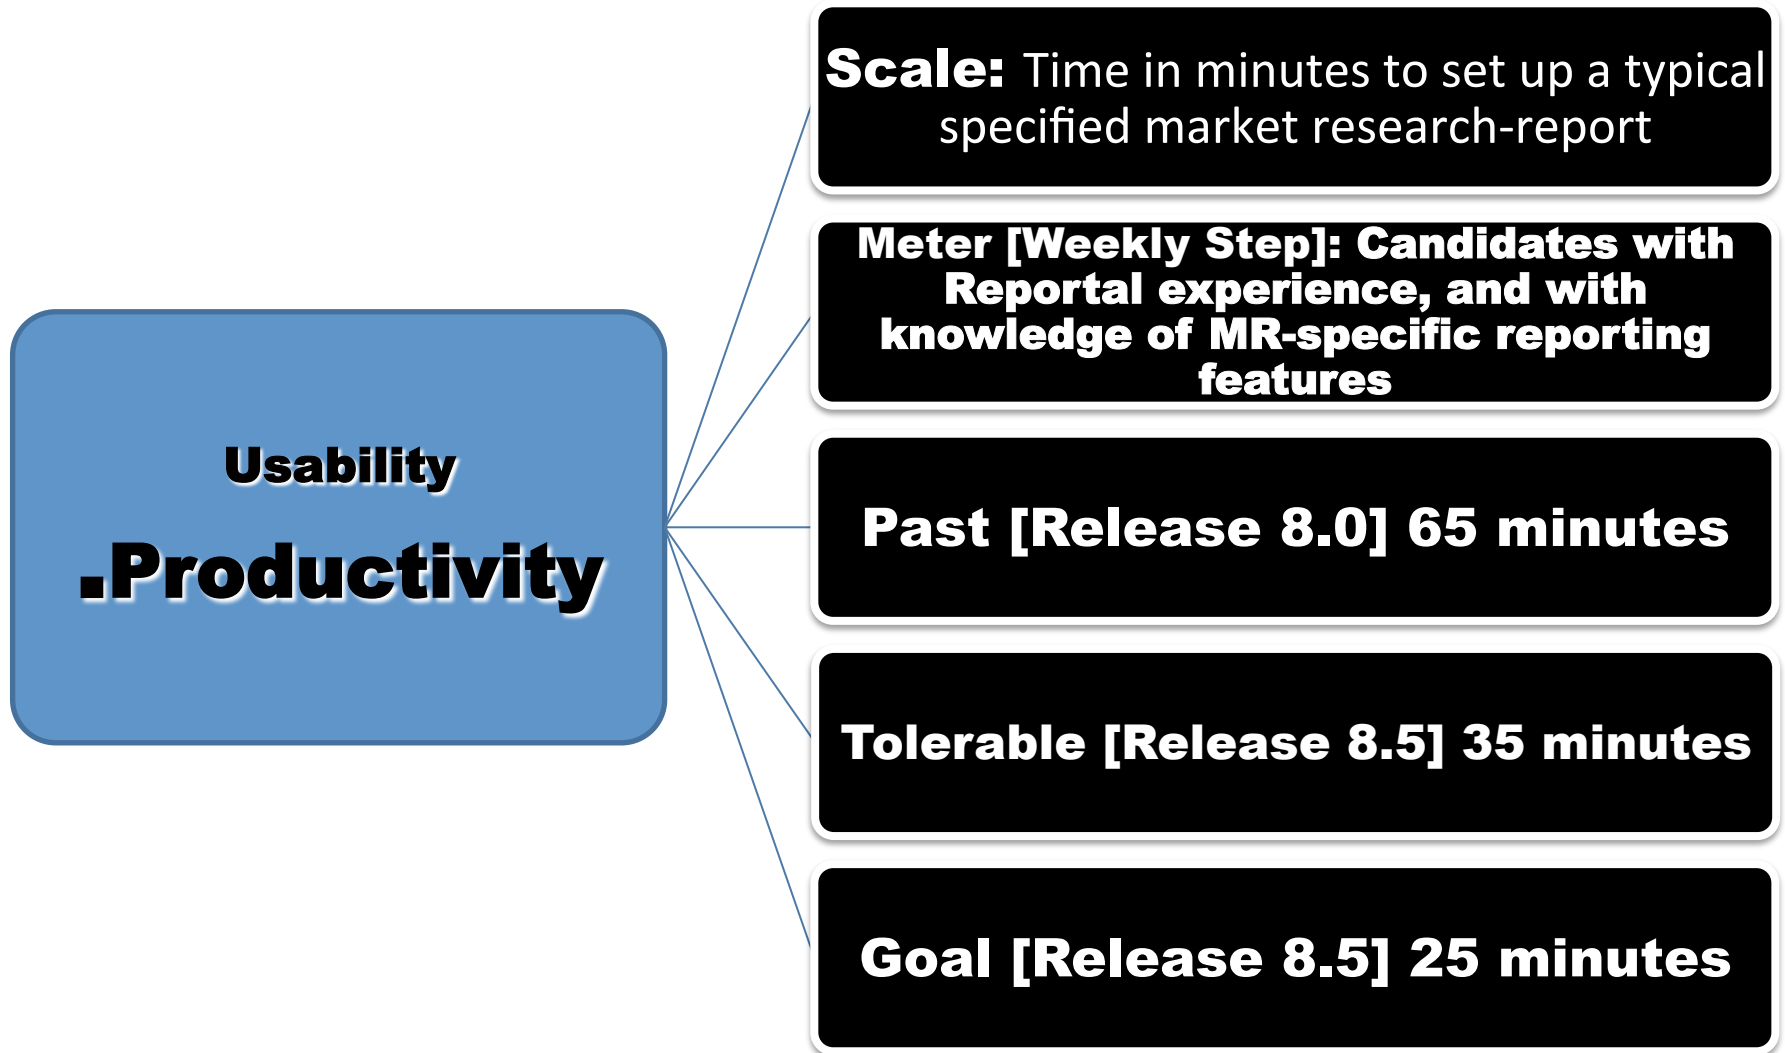 Usability
.Productivity
Scale: Time in minutes to set up a typical
specified market research-report
Meter [Weekly Step]: Candidates with
Reportal experience, and with
knowledge of MR-specific reporting
features
Past [Release 8.0] 65 minutes
Tolerable [Release 8.5] 35 minutes
Goal [Release 8.5] 25 minutes